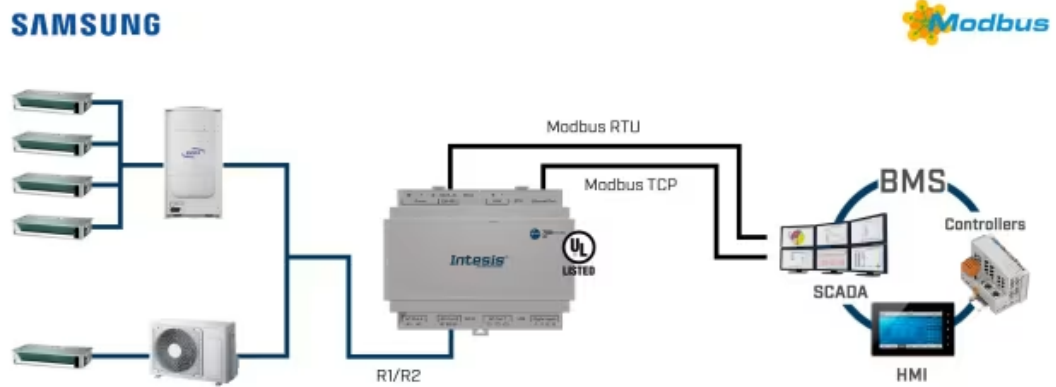 SAMSUNG
Modbus
Modbus RTU
Modbus TCP
BMS
Controllers
Intesis
UL
LISTED
SCADA
HMI
R1/R2